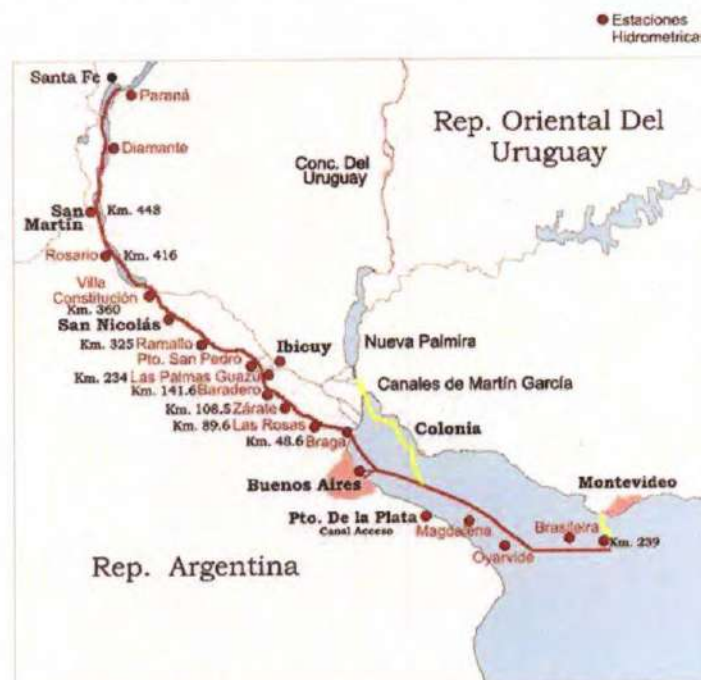 Estaciones
Hidrometricas
Santa Fe
Paraná
Diamante
Rep. Oriental Del
Uruguay
Conc. Del
Uruguay
San
Martín
Km. 448
Rosario
Km. 416
Villa
Constitución
Km. 360
San Nicolás
Km. 325
Ramallo
Ibicuy
Nueva Palmira
Pto. San Pedro
Km. 234
Las Palmas Guazú
Canales de Martín García
Km. 141.6
Baradero
Km. 108.5
Zárate
Colonia
Km. 89.6
Las Rosas
Km. 48.6
Braga
Buenos Aires
Montevideo
Pto. De la Plata
Canal Acceso
Magdalena
Brasileira
Km. 239
Oyarvide
Rep. Argentina